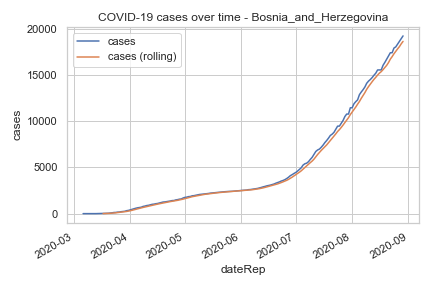 COVID-19 cases over time - Bosnia_and_Herzegovina
cases
cases (rolling)
20000
15000
10000
5000
0
cases
2020-03
2020-04
2020-05
2020-06
2020-07
2020-08
2020-09
dateRep